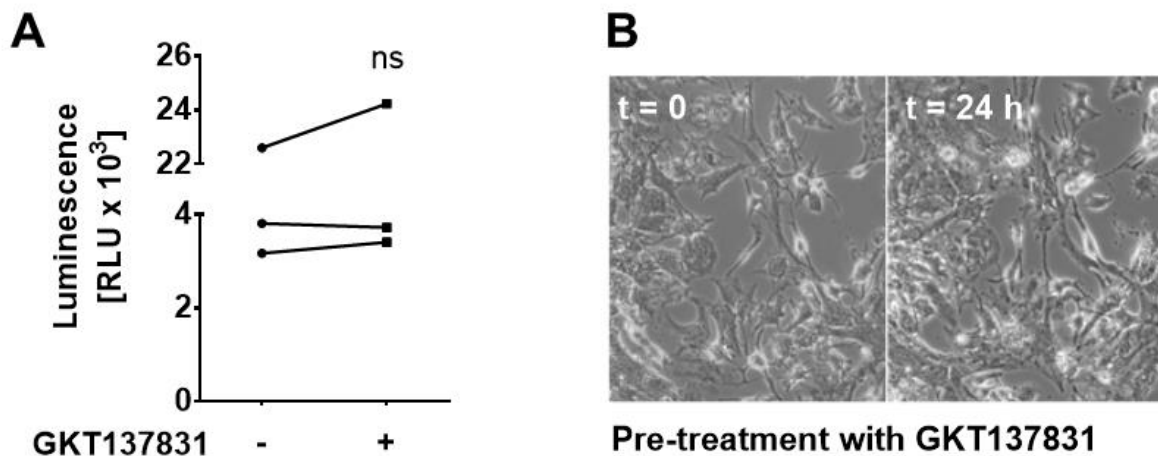 A
Luminescence
[RLU x 10³]
26
24
22
4
2
0
ns
GKT137831 - +
B
t = 0
t = 24 h
Pre-treatment with GKT137831